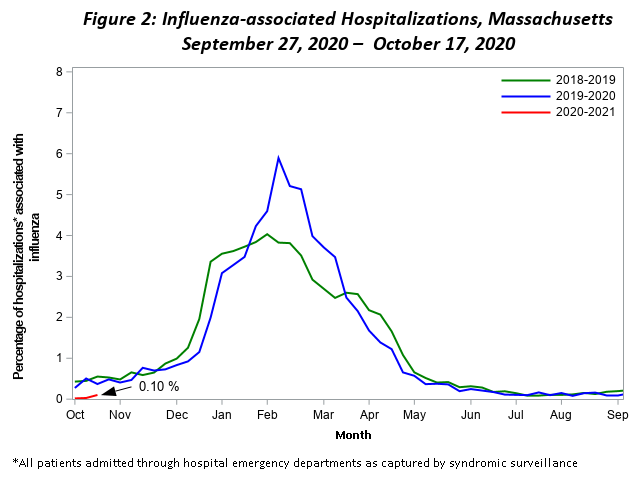 Figure 2: Influenza-associated Hospitalizations, Massachusetts
September 27, 2020 – October 17, 2020
Percentage of hospitalizations* associated with
influenza
8
7
6
5
4
3
2
1
0
2018-2019
2019-2020
2020-2021
0.10 %
Oct Nov Dec Jan Feb Mar Apr May Jun Jul Aug Sep
Month
*All patients admitted through hospital emergency departments as captured by syndromic surveillance